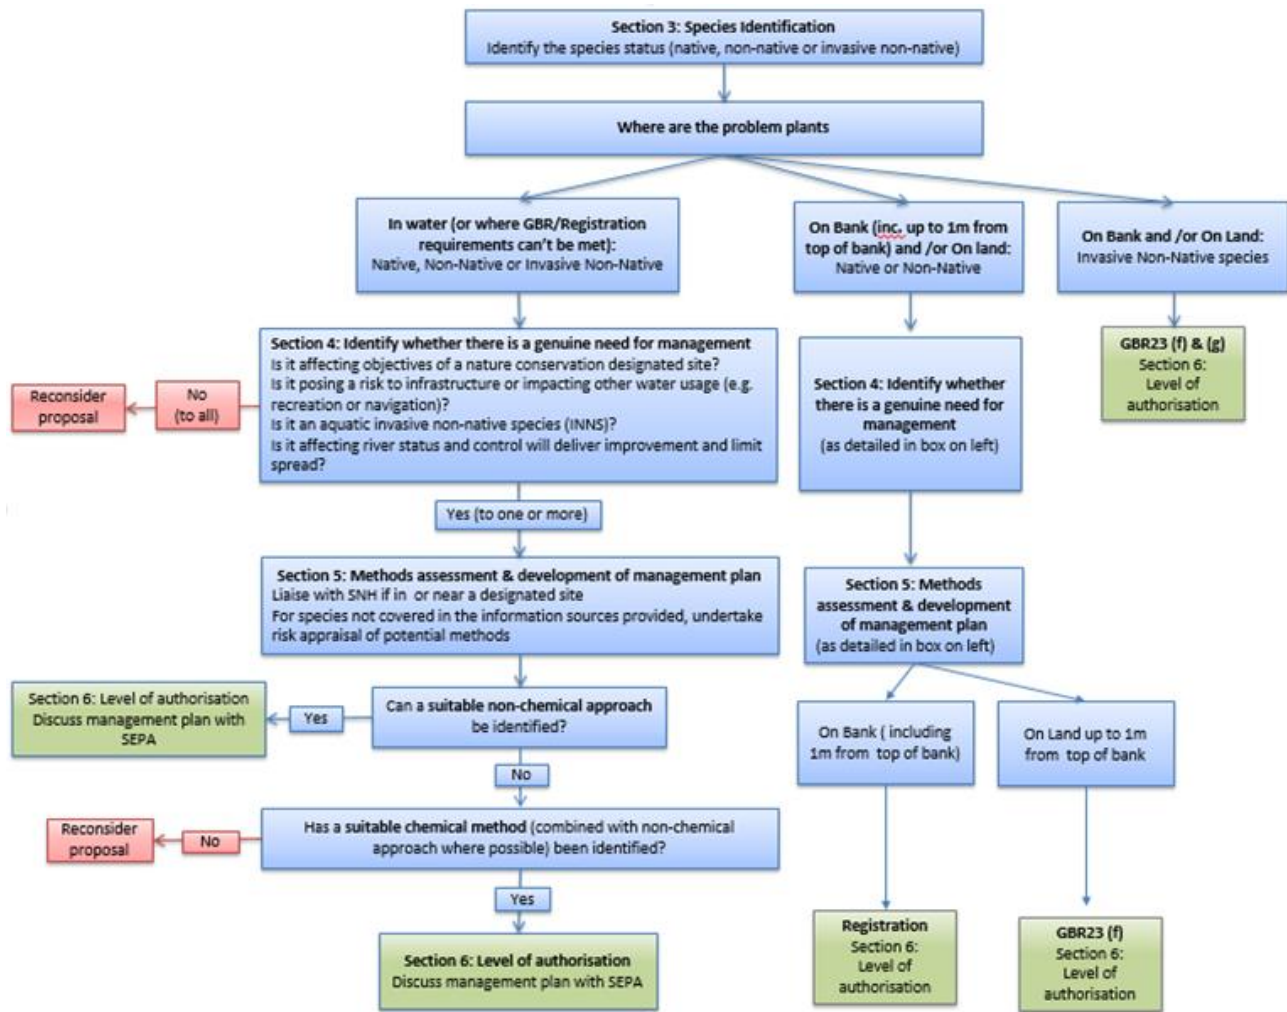 Section 3: Species Identification
Identify the species status (native, non-native or invasive non-native)
Where are the problem plants
In water (or where GBR/Registration
requirements can't be met):
Native, Non-Native or Invasive Non-Native
On Bank (inc. up to 1m from
top of bank) and /or On land:
Native or Non-Native
On Bank and /or On Land:
Invasive Non-Native species
Section 4: Identify whether there is a genuine need for management
Is it affecting objectives of a nature conservation designated site?
Is it posing a risk to infrastructure or impacting other water usage (e.g.
recreation or navigation)?
Is it an aquatic invasive non-native species (INNS)?
Is it affecting river status and control will deliver improvement and limit
spread?
No
(to all)
Reconsider
proposal
Section 4: Identify whether
there is a genuine need for
management
(as detailed in box on left)
GBR23 (f) & (g)
Section 6:
Level of
authorisation
Yes (to one or more)
Section 5: Methods assessment & development of management plan
Liaise with SNH if in or near a designated site
For species not covered in the information sources provided, undertake
risk appraisal of potential methods
Section 5: Methods
assessment & development
of management plan
(as detailed in box on left)
Can a suitable non-chemical approach
be identified?
Yes
Section 6: Level of authorisation
Discuss management plan with
SEPA
On Bank ( including
1m from top of bank)
On Land up to 1m
from top of bank
No
Has a suitable chemical method (combined with non-chemical
approach where possible) been identified?
No
Reconsider
proposal
Yes
Section 6: Level of authorisation
Discuss management plan with SEPA
Registration
Section 6:
Level of
authorisation
GBR23 (f)
Section 6:
Level of
authorisation